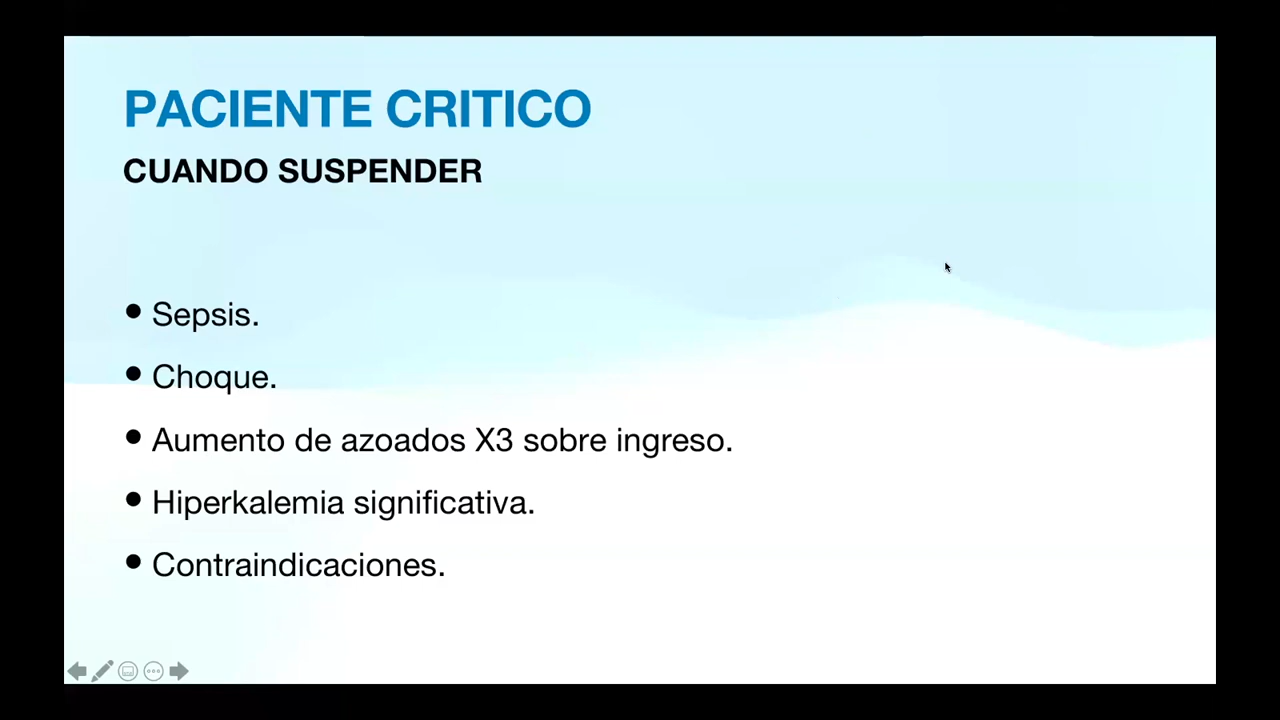 PACIENTE CRITICO
CUANDO SUSPENDER
• Sepsis.
• Choque.
• Aumento de azoados X3 sobre ingreso.
• Hiperkalemia significativa.
• Contraindicaciones.